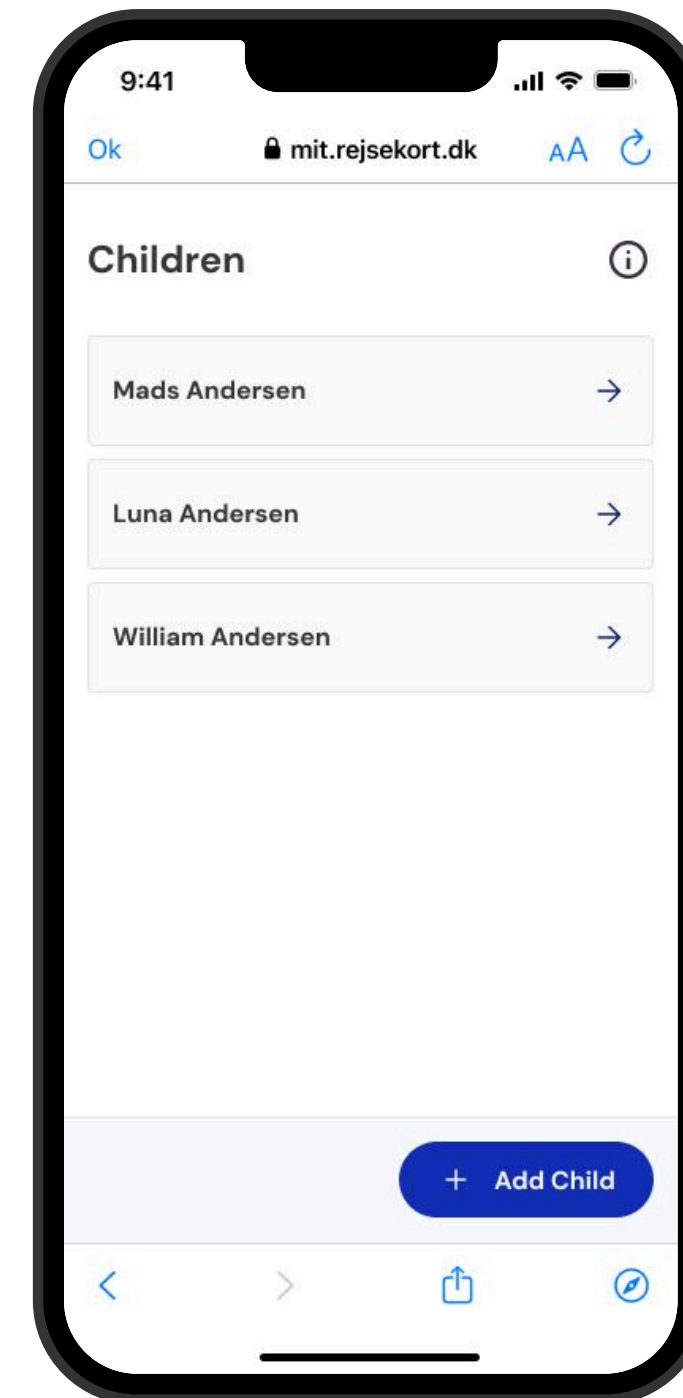 9:41
Ok mit.rejsekort.dk AA
Children
Mads Andersen
Luna Andersen
William Andersen
+ Add Child